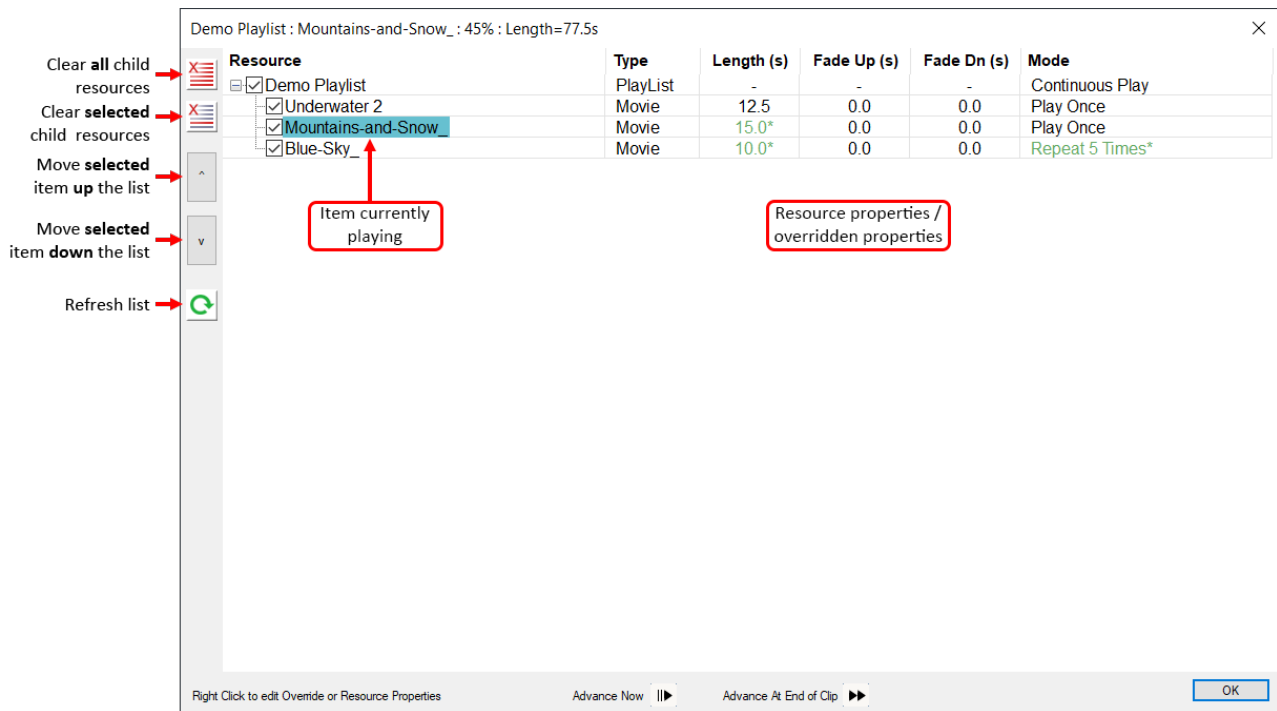 Demo Playlist : Mountains-and-Snow_ : 45% : Length=77.5s
Resource Type Length (s) Fade Up (s) Fade Dn (s) Mode
Demo Playlist PlayList - - - Continuous Play
Underwater 2 Movie 12.5 0.0 0.0 Play Once
Mountains-and-Snow_ Movie 15.0* 0.0 0.0 Play Once
Blue-Sky_ Movie 10.0* 0.0 0.0 Repeat 5 Times*
Clear all child
resources
Clear selected
child resources
Move selected
item up the list
^
Move selected
item down the list
v
Refresh list
Item currently
playing
Resource properties /
overridden properties
Right Click to edit Override or Resource Properties
Advance Now
Advance At End of Clip
OK